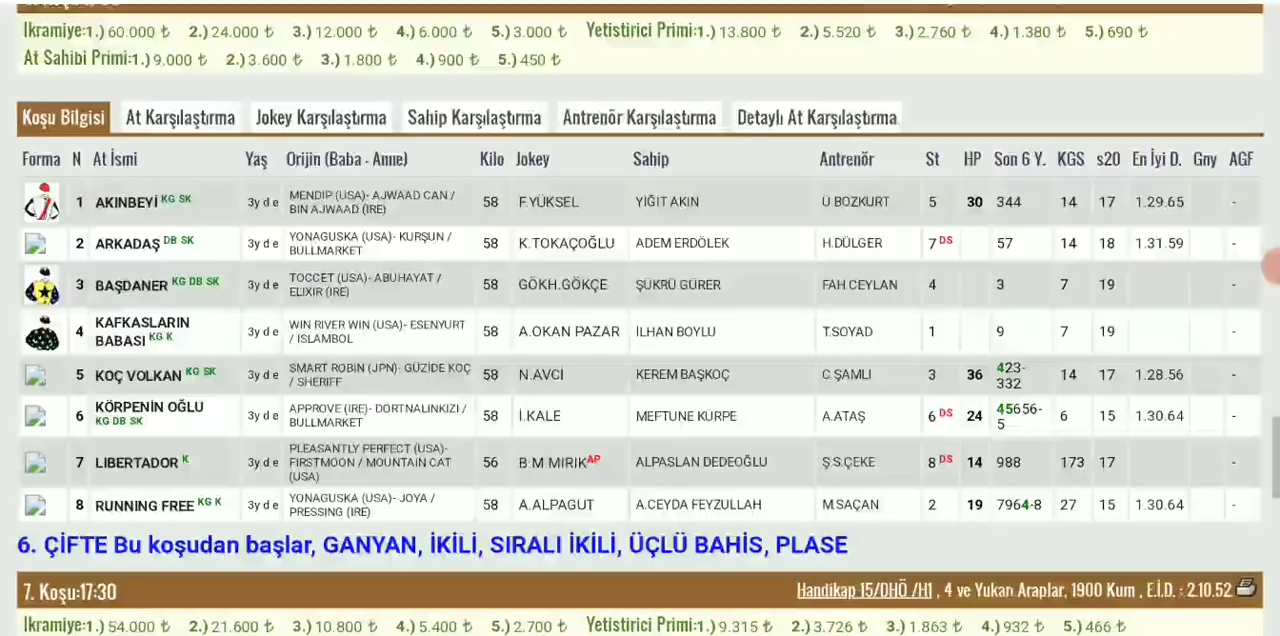 İkramiye:1.) 60.000 ₺ 2.) 24.000 ₺ 3.) 12.000 ₺ 4.) 6.000 ₺ 5.) 3.000 ₺ Yetistirici Primi:1.) 13.800 ₺ 2.) 5.520 ₺ 3.) 2.760 ₺ 4.) 1.380 ₺ 5.) 690 ₺
At Sahibi Primi:1.) 9.000 ₺ 2.) 3.600 ₺ 3.) 1.800 ₺ 4.) 900 ₺ 5.) 450 ₺
Koşu Bilgisi At Karşılaştırma Jokey Karşılaştırma Sahip Karşılaştırma Antrenör Karşılaştırma Detaylı At Karşılaştırma
Forma N At İsmi Yaş Orijin (Baba - Anne) Kilo Jokey Sahip Antrenör St HP Son 6 Y. KGS s20 En İyi D. Gny AGF
1 AKINBEYİ KG SK 3y d e MENDIP (USA)- AJWAAD CAN / BIN AJWAAD (IRE) 58 F.YÜKSEL YİĞİT AKIN Ü BOZKURT 5 30 344 14 17 1.29.65 -
2 ARKADAŞ DB SK 3y d e YONAGUSKA (USA)- KURŞUN / BULLMARKET 58 K.TOKAÇOĞLU ADEM ERDÖLEK H.DÜLGER 7 DS 57 14 18 1.31.59 -
3 BAŞDANER KG DB SK 3y d e TOCCET (USA)- ABUHAYAT / ELIXIR (IRE) 58 GÖKH.GÖKÇE ŞÜKRÜ GÜRER FAH CEYLAN 4 3 7 19 -
4 KAFKASLARIN BABASI KG K 3y d e WIN RIVER WIN (USA)- ESENYURT / ISLAMBOL 58 A.OKAN PAZAR İLHAN BOYLU T.SOYAD 1 9 7 19 -
5 KOÇ VOLKAN KG SK 3y d e SMART ROBIN (JPN)- GÜZİDE KOÇ / SHERIFF 58 N.AVCİ KEREM BAŞKOÇ C.ŞAMLI 3 36 423-332 14 17 1.28.56 -
6 KÖRPENİN OĞLU KG DB SK 3y d e APPROVE (IRE)- DÖRTNALINKIZI / BULLMARKET 58 İ.KALE MEFTUNE KÜRPE A.ATAŞ 6 DS 24 45656-5 6 15 1.30.64 -
7 LIBERTADOR K 3y d e PLEASANTLY PERFECT (USA)- FIRSTMOON / MOUNTAIN CAT (USA) 56 B.M MİRİK AP ALPASLAN DEDEOĞLU Ş.S.ÇEKE 8 DS 14 988 173 17 -
8 RUNNING FREE KG K 3y d e YONAGUSKA (USA)- JOYA / PRESSING (IRE) 58 A.ALPAGUT A.CEYDA FEYZULLAH M.SAÇAN 2 19 7964-8 27 15 1.30.64 -
6. ÇİFTE Bu koşudan başlar, GANYAN, İKİLİ, SIRALI İKİLİ, ÜÇLÜ BAHİS, PLASE
7. Koşu:17:30 Handikap 15/DHÖ /H1 , 4 ve Yukarı Araplar, 1900 Kum , E.İ.D. : 2.10.52
İkramiye:1.) 54.000 ₺ 2.) 21.600 ₺ 3.) 10.800 ₺ 4.) 5.400 ₺ 5.) 2.700 ₺ Yetistirici Primi:1.) 9.315 ₺ 2.) 3.726 ₺ 3.) 1.863 ₺ 4.) 932 ₺ 5.) 466 ₺